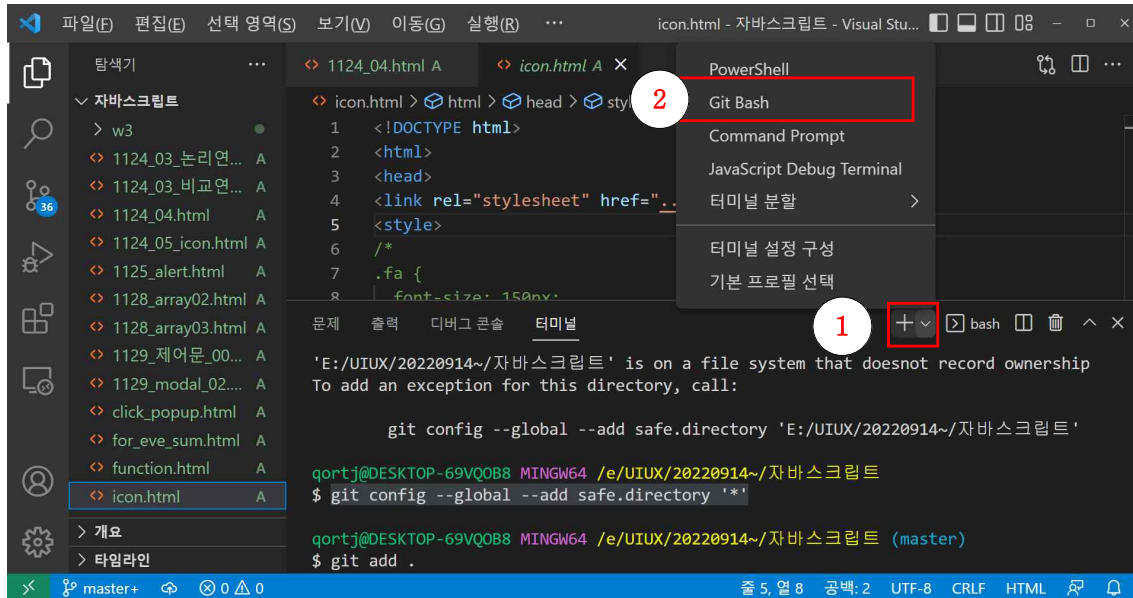 파일(F) 편집(E) 선택 영역(S) 보기(V) 이동(G) 실행(R) ··· icon.html - 자바스크립트 - Visual Stu...
탐색기 ···
자바스크립트
w3
1124_03_논리연... A
1124_03_비교연... A
1124_04.html A
1124_05_icon.html A
1125_alert.html A
1128_array02.html A
1128_array03.html A
1129_제어문_00... A
1129_modal_02.... A
click_popup.html A
for_eve_sum.html A
function.html A
icon.html A
개요
타임라인
36
1124_04.html A icon.html A
icon.html > html > head > sty
1 <!DOCTYPE html>
2 <html>
3 <head>
4 <link rel="stylesheet" href="..
5 <style>
6 /*
7 .fa {
8 font-size: 150px;
PowerShell
2 Git Bash
Command Prompt
JavaScript Debug Terminal
터미널 분할
터미널 설정 구성
기본 프로필 선택
문제 출력 디버그 콘솔 터미널 1 bash
'E:/UIUX/20220914~/자바스크립트' is on a file system that doesnot record ownership
To add an exception for this directory, call:
git config --global --add safe.directory 'E:/UIUX/20220914~/자바스크립트'
qortj@DESKTOP-69VQOB8 MINGW64 /e/UIUX/20220914~/자바스크립트
$ git config --global --add safe.directory '*'
qortj@DESKTOP-69VQOB8 MINGW64 /e/UIUX/20220914~/자바스크립트 (master)
$ git add .
master+ 0 0 줄 5, 열 8 공백: 2 UTF-8 CRLF HTML